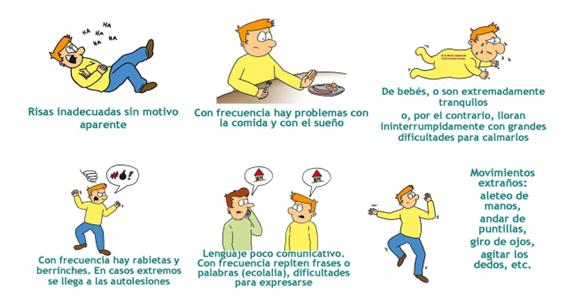 HA
HA
HA
HA
HA
Risas inadecuadas sin motivo
aparente
Con frecuencia hay problemas con
la comida y con el sueño
De bebés, o son extremadamente
tranquilos
o, por el contrario, lloran
ininterrumpidamente con grandes
dificultades para calmarlos
Con frecuencia hay rabietas y
berrinches. En casos extremos
se llega a las autolesiones
Lenguaje poco comunicativo.
Con frecuencia repiten frases o
palabras (ecolalia), dificultades
para expresarse
Movimientos
extraños:
aleteo de
manos,
andar de
puntillas,
giro de ojos,
agitar los
dedos, etc.